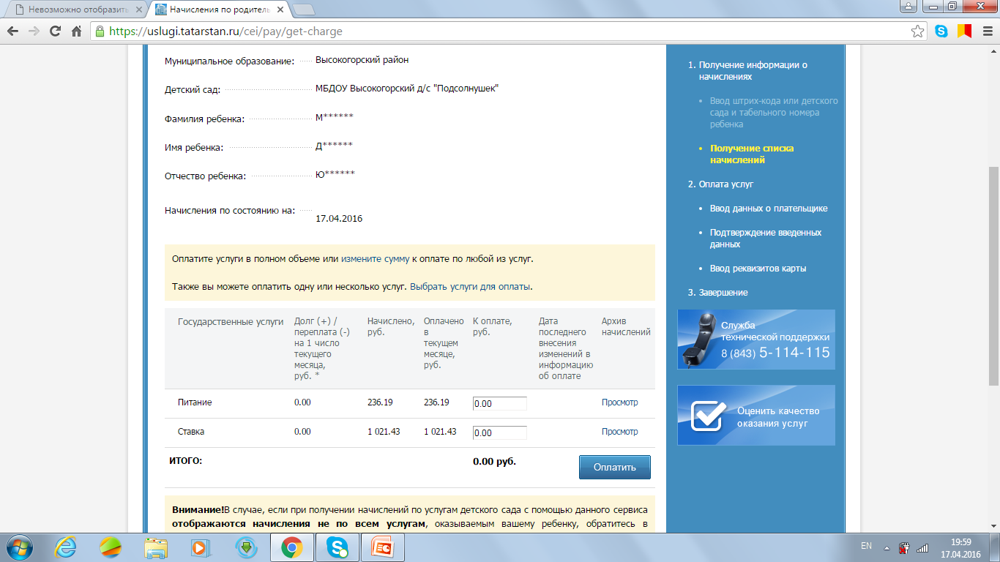 Невозможно отобразить
Начисления по родитель
https://uslugi.tatarstan.ru/cei/pay/get-charge
Муниципальное образование: Высокогорский район
Детский сад: МБДОУ Высокогорский д/с "Подсолнушек"
Фамилия ребенка: М******
Имя ребенка: Д******
Отчество ребенка: Ю******
Начисления по состоянию на:
17.04.2016
Оплатите услуги в полном объеме или измените сумму к оплате по любой из услуг.
Также вы можете оплатить одну или несколько услуг. Выбрать услуги для оплаты.
Государственные услуги
Долг (+) /
переплата (-)
на 1 число
текущего
месяца,
руб. *
Начислено,
руб.
Оплачено
в
текущем
месяце,
руб.
К оплате,
руб.
Дата
последнего
внесения
изменений в
информацию
об оплате
Архив
начислений
Питание 0.00 236.19 236.19 0.00 Просмотр
Ставка 0.00 1 021.43 1 021.43 0.00 Просмотр
ИТОГО: 0.00 руб. Оплатить
Внимание!В случае, если при получении начислений по услугам детского сада с помощью данного сервиса
отображаются начисления не по всем услугам, оказываемым вашему ребенку, обратитесь в
1. Получение информации о
начислениях
• Ввод штрих-кода или детского
сада и табельного номера
ребенка
• Получение списка
начислений
2. Оплата услуг
• Ввод данных о плательщике
• Подтверждение введенных
данных
• Ввод реквизитов карты
3. Завершение
Служба
технической поддержки
8 (843) 5-114-115
Оценить качество
оказания услуг
EN
19:59
17.04.2016